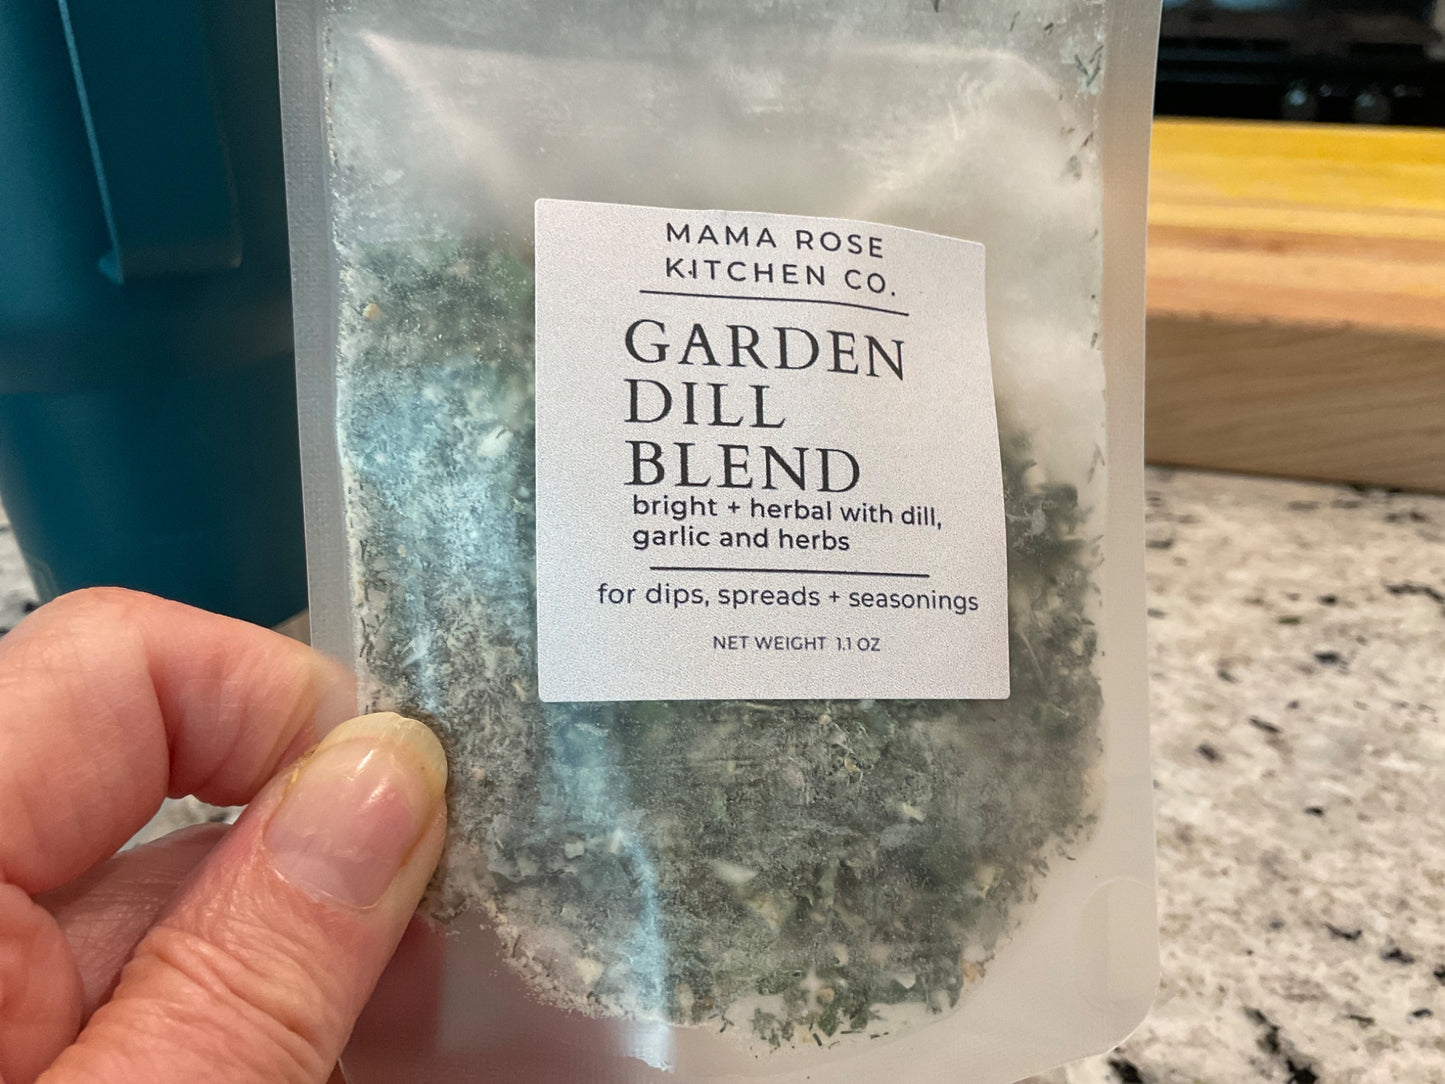 MAMA ROSE
KITCHEN CO.
GARDEN
DILL
BLEND
bright + herbal with dill,
garlic and herbs
for dips, spreads + seasonings
NET WEIGHT 1.1 OZ